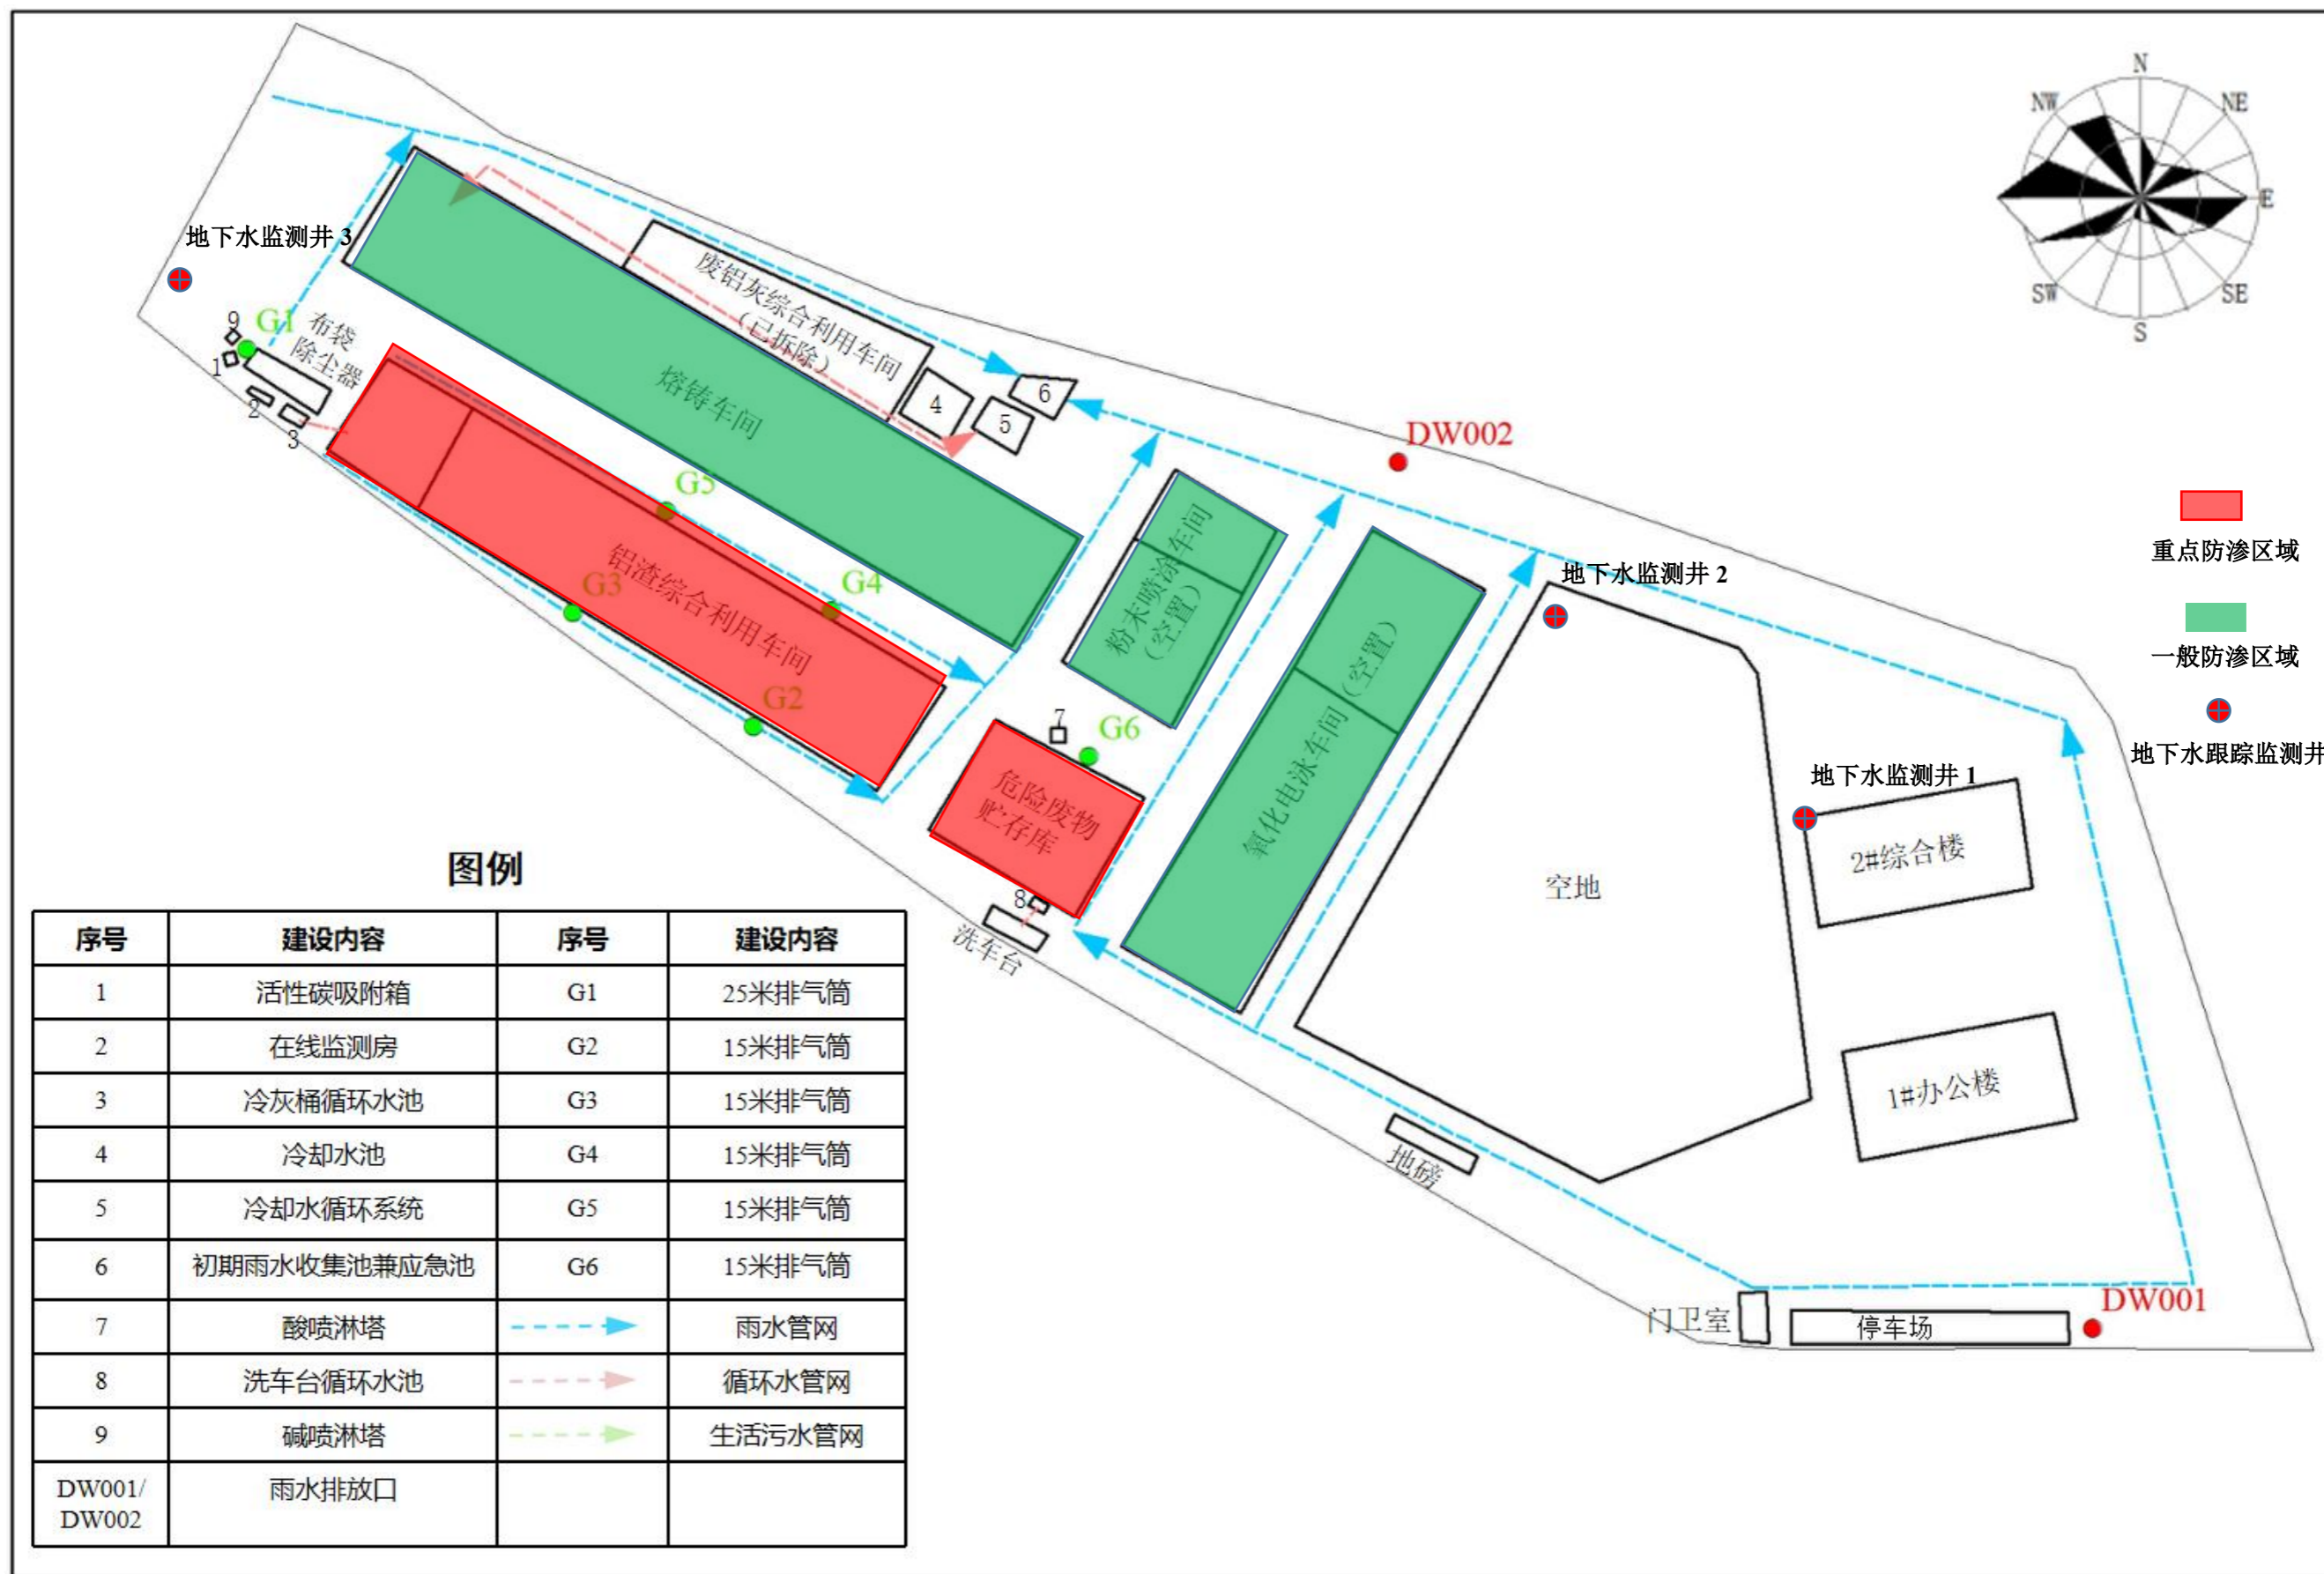 N
NW
NE
E
SW
SE
S
地下水监测井 3
9
G1
布袋
除尘器
1
2
3
废铝灰综合利用车间
（已拆除）
熔铸车间
4
5
6
DW002
G5
G4
G3
G2
铝渣综合利用车间
粉末喷涂车间
（空置）
7
G6
危险废物
贮存库
8
洗车台
氧化电泳车间（空置）
地下水监测井 2
地下水监测井 1
2#综合楼
空地
1#办公楼
地磅
门卫室
停车场
DW001
重点防渗区域
一般防渗区域
地下水跟踪监测井
图例
序号 建设内容 序号 建设内容
1 活性碳吸附箱 G1 25米排气筒
2 在线监测房 G2 15米排气筒
3 冷灰桶循环水池 G3 15米排气筒
4 冷却水池 G4 15米排气筒
5 冷却水循环系统 G5 15米排气筒
6 初期雨水收集池兼应急池 G6 15米排气筒
7 酸喷淋塔 雨水管网
8 洗车台循环水池 循环水管网
9 碱喷淋塔 生活污水管网
DW001/
DW002 雨水排放口